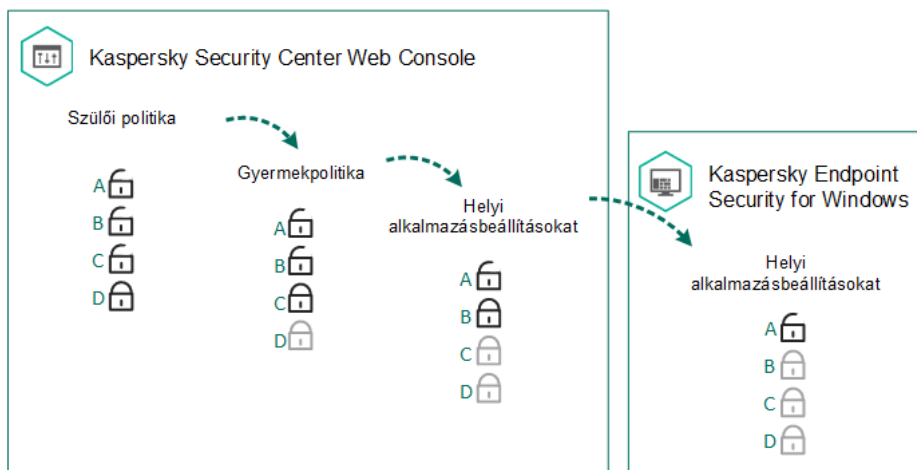 Kaspersky Security Center Web Console
Szülői politika
A
B
C
D
Gyermekpolitika
A
B
C
D
Helyi
alkalmazásbeállításokat
A
B
C
D
Kaspersky Endpoint
Security for Windows
Helyi
alkalmazásbeállításokat
A
B
C
D